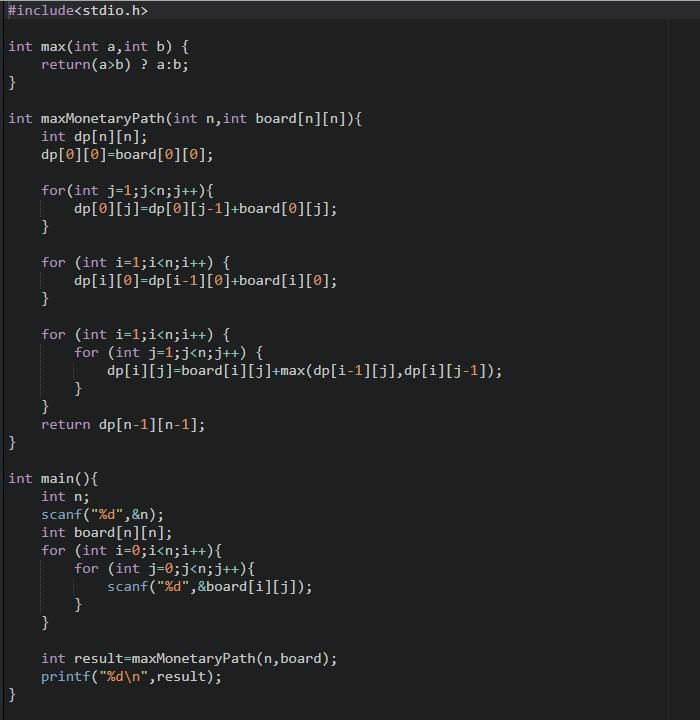 #include<stdio.h>
int max(int a,int b) {
return(a>b) ? a:b;
}
int maxMonetaryPath(int n,int board[n][n]){
int dp[n][n];
dp[0][0]=board[0][0];
for(int j=1;j<n;j++){
dp[0][j]=dp[0][j-1]+board[0][j];
}
for (int i=1;i<n;i++) {
dp[i][0]=dp[i-1][0]+board[i][0];
}
for (int i=1;i<n;i++) {
for (int j=1;j<n;j++) {
dp[i][j]=board[i][j]+max(dp[i-1][j],dp[i][j-1]);
}
}
return dp[n-1][n-1];
}
int main(){
int n;
scanf("%d",&n);
int board[n][n];
for (int i=0;i<n;i++){
for (int j=0;j<n;j++){
scanf("%d",&board[i][j]);
}
}
int result=maxMonetaryPath(n,board);
printf("%d\n",result);
}